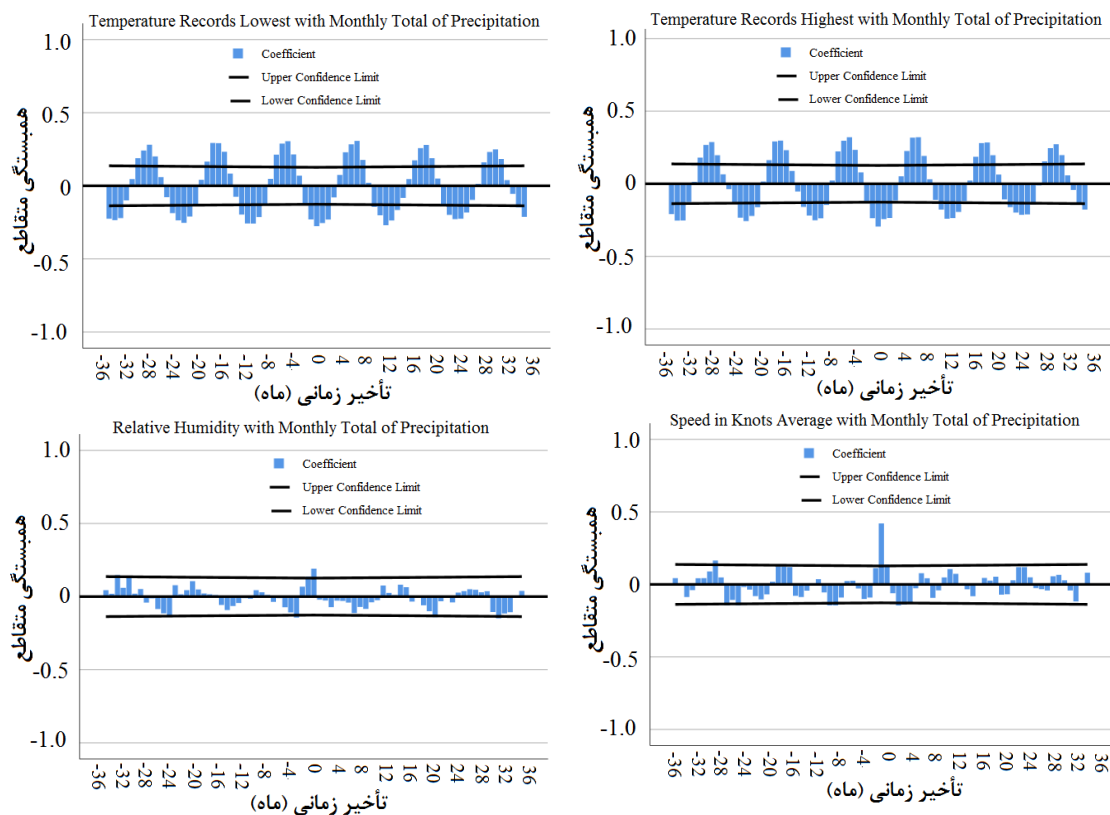 Temperature Records Lowest with Monthly Total of Precipitation
Coefficient
Upper Confidence Limit
Lower Confidence Limit
1.0
0.5
0
-0.5
-1.0
همبستگی متقاطع
-36 -32 -28 -24 -20 -16 -12 -8 -4 0 4 8 12 16 20 24 28 32 36
تأخیر زمانی (ماه)
Temperature Records Highest with Monthly Total of Precipitation
Coefficient
Upper Confidence Limit
Lower Confidence Limit
1.0
0.5
0
-0.5
-1.0
همبستگی متقاطع
-36 -32 -28 -24 -20 -16 -12 -8 -4 0 4 8 12 16 20 24 28 32 36
تأخیر زمانی (ماه)
Relative Humidity with Monthly Total of Precipitation
Coefficient
Upper Confidence Limit
Lower Confidence Limit
1.0
0.5
0
-0.5
-1.0
همبستگی متقاطع
-36 -32 -28 -24 -20 -16 -12 -8 -4 0 4 8 12 16 20 24 28 32 36
تأخیر زمانی (ماه)
Speed in Knots Average with Monthly Total of Precipitation
Coefficient
Upper Confidence Limit
Lower Confidence Limit
1.0
0.5
0
-0.5
-1.0
همبستگی متقاطع
-36 -32 -28 -24 -20 -16 -12 -8 -4 0 4 8 12 16 20 24 28 32 36
تأخیر زمانی (ماه)